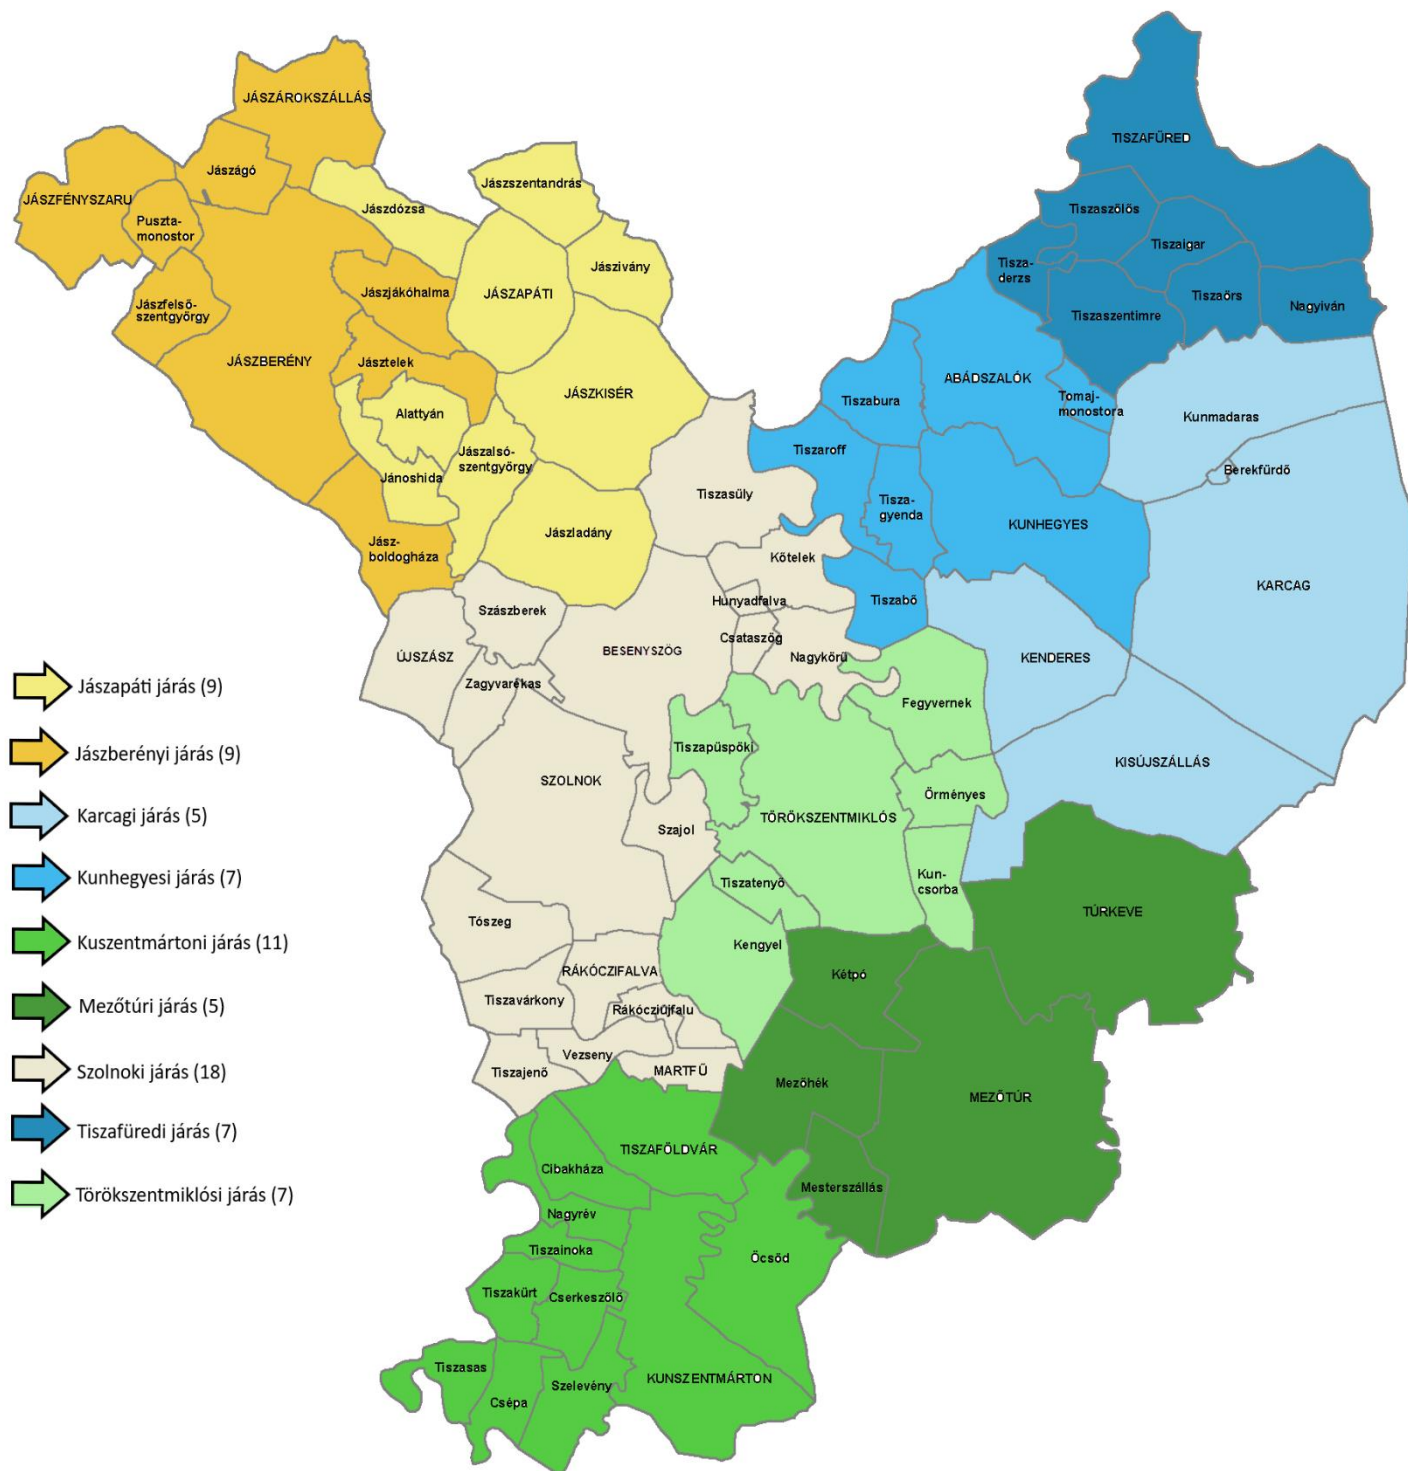 JÁSZÁROKSZÁLLÁS
TISZAFÜRED
Jászágó
Jászszentandrás
JÁSZFÉNYSZARU
Jászdózsa
Tiszaszőlős
Puszta-
monostor
Tiszaigar
Jászivány
Tisza-
derzs
JÁSZAPÁTI
Jászjákóhalma
Tiszaörs
Nagyiván
Jászfelső-
szentgyörgy
Tiszaszentimre
JÁSZBERÉNY
Jásztelek
JÁSZKISÉR
ABÁDSZALÓK
Tomaj-
monostora
Tiszabura
Alattyán
Kunmadaras
Jászalsó-
szentgyörgy
Tiszaroff
Jánoshida
Berekfürdő
Tiszasüly
Tisza-
gyenda
KUNHEGYES
Jászladány
Jász-
boldogháza
Kötelek
KARCAG
Hunyadfalva
Tiszabő
Szászberek
Csataszög
BESENYSZÖG
ÚJSZÁSZ
Nagykörű
KENDERES
Zagyvarékas
Fegyvernek
Tiszapüspöki
KISÚJSZÁLLÁS
SZOLNOK
Örményes
TÖRÖKSZENTMIKLÓS
Szajol
Kun-
csorba
Tiszatenyő
TÚRKEVE
Tószeg
Kengyel
RÁKÓCZIFALVA
Kétpó
Tiszavárkony
Rákócziújfalu
Vezseny
Tiszajenő
MARTFŰ
Mezőhék
MEZŐTÚR
TISZAFÖLDVÁR
Cibakháza
Mesterszállás
Nagyrév
Tiszainoka
Öcsöd
Tiszakürt
Cserkeszőlő
Tiszasas
KUNSZENTMÁRTON
Szelevény
Csépa
Jászapáti járás (9)
Jászberényi járás (9)
Karcagi járás (5)
Kunhegyesi járás (7)
Kuszentmártoni járás (11)
Mezőtúri járás (5)
Szolnoki járás (18)
Tiszafüredi járás (7)
Törökszentmiklósi járás (7)